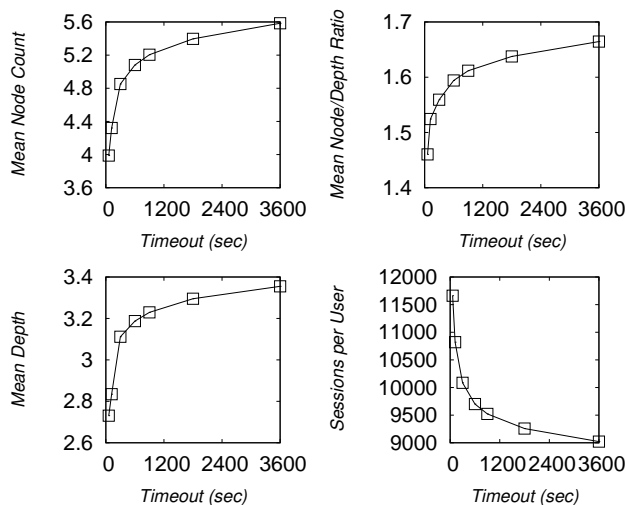 Mean Node Count
5.6
5.2
4.8
4.4
4
3.6
0 1200 2400 3600
Timeout (sec)
Mean Node/Depth Ratio
1.7
1.6
1.5
1.4
0 1200 2400 3600
Timeout (sec)
Mean Depth
3.4
3.2
3
2.8
2.6
0 1200 2400 3600
Timeout (sec)
Sessions per User
12000
11500
11000
10500
10000
9500
9000
0 1200 2400 3600
Timeout (sec)